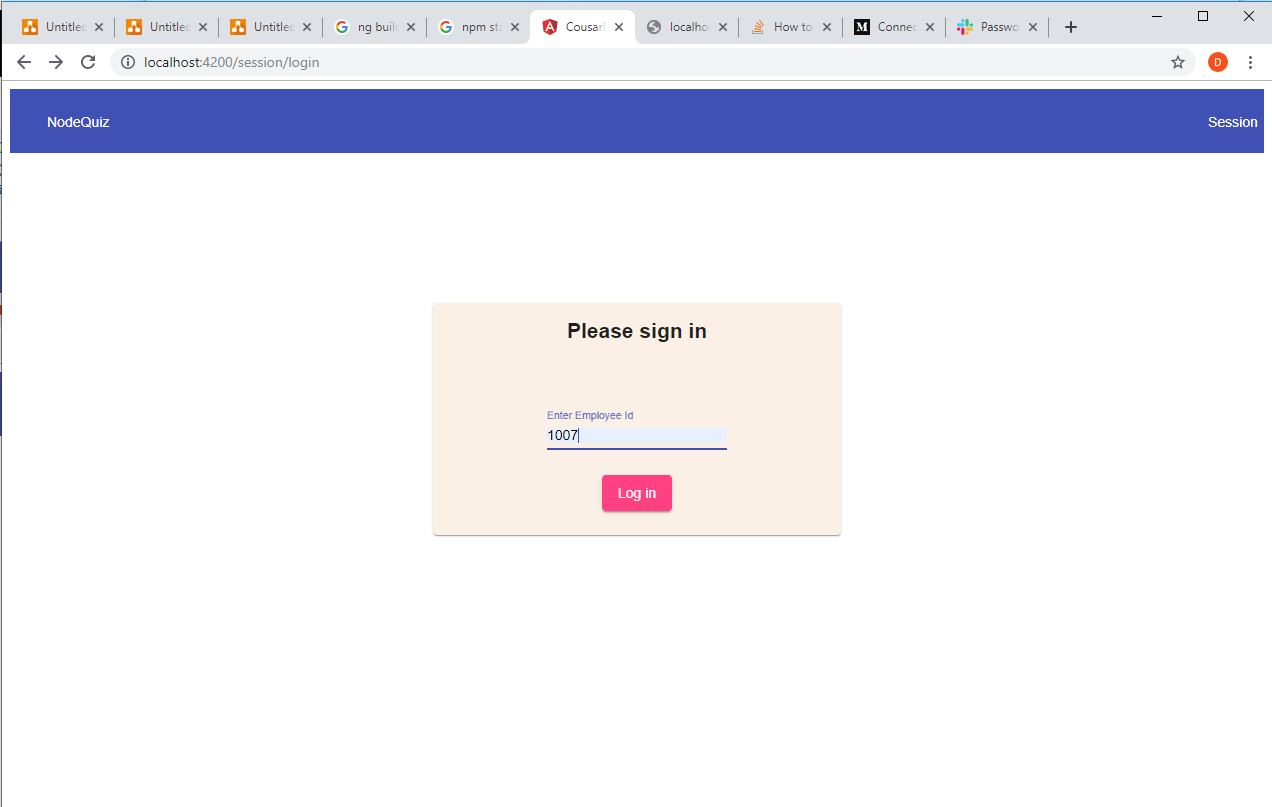 Untitled Untitled Untitled ng buil npm sta Cousarl localho How to Connec Passwo
localhost:4200/session/login D
NodeQuiz Session
Please sign in
Enter Employee Id
1007
Log in